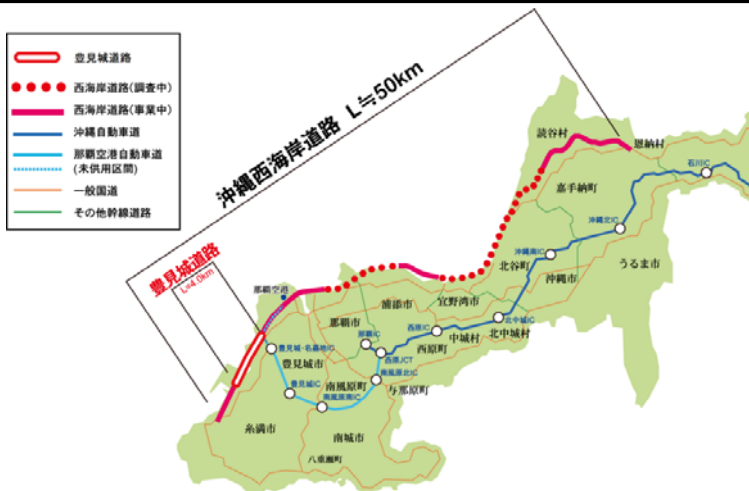 豊見城道路
西海岸道路(調査中)
西海岸道路(事業中)
沖縄自動車道
那覇空港自動車道
(未供用区間)
一般国道
その他幹線道路
沖縄西海岸道路 L≒50km
豊見城道路
L=4.0km
読谷村
恩納村
石川IC
嘉手納町
沖縄北IC
沖縄南IC
北谷町
沖縄市
うるま市
那覇空港
浦添市
宜野湾市
那覇市
北中城IC
北中城村
中城村
西原IC
西原町
那覇IC
西原JCT
豊見城・名嘉地IC
豊見城市
南風原北IC
与那原町
南風原町
豊見城IC
南風原南IC
糸満市
南城市
八重瀬町